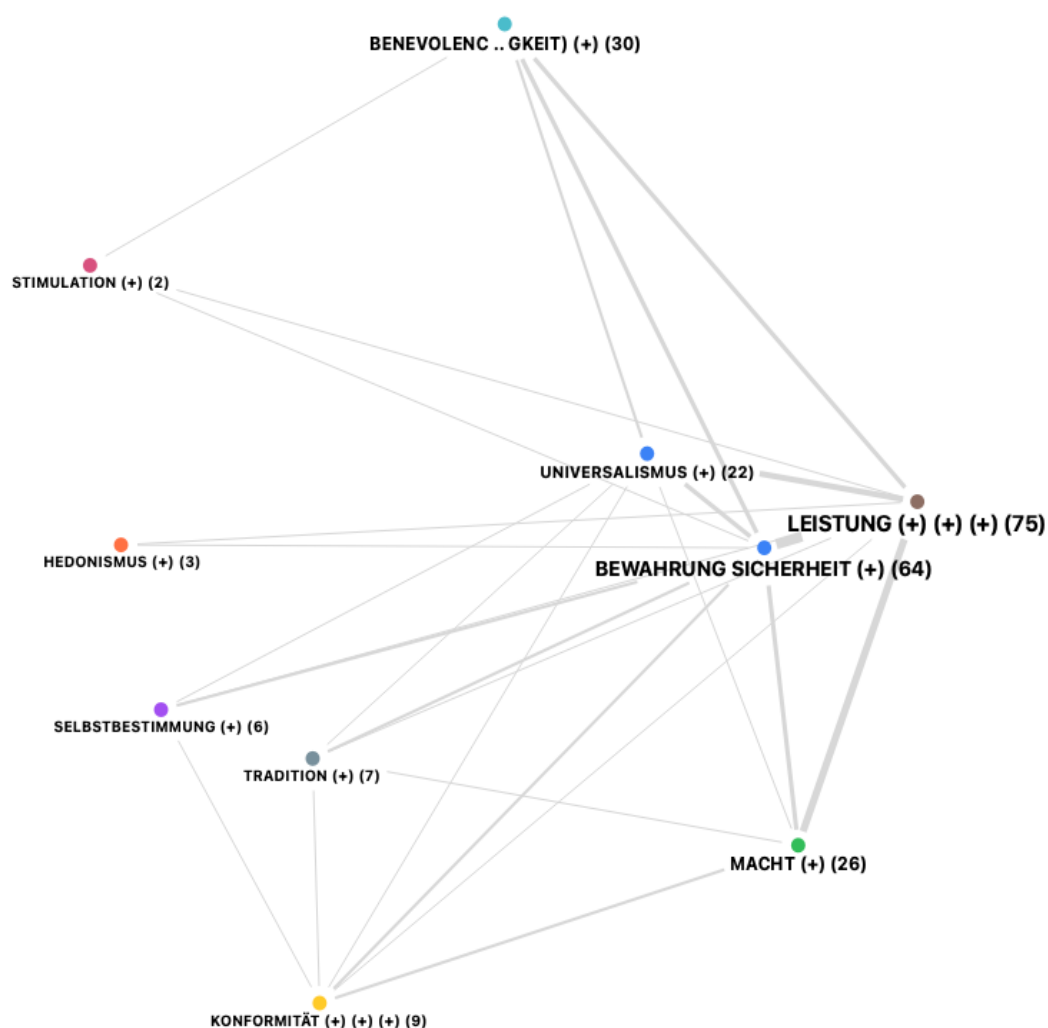 BENEVOLENC .. GKEIT) (+) (30)
STIMULATION (+) (2)
UNIVERSALISMUS (+) (22)
LEISTUNG (+) (+) (+) (75)
HEDONISMUS (+) (3)
BEWAHRUNG SICHERHEIT (+) (64)
SELBSTBESTIMMUNG (+) (6)
TRADITION (+) (7)
MACHT (+) (26)
KONFORMITÄT (+) (+) (+) (9)